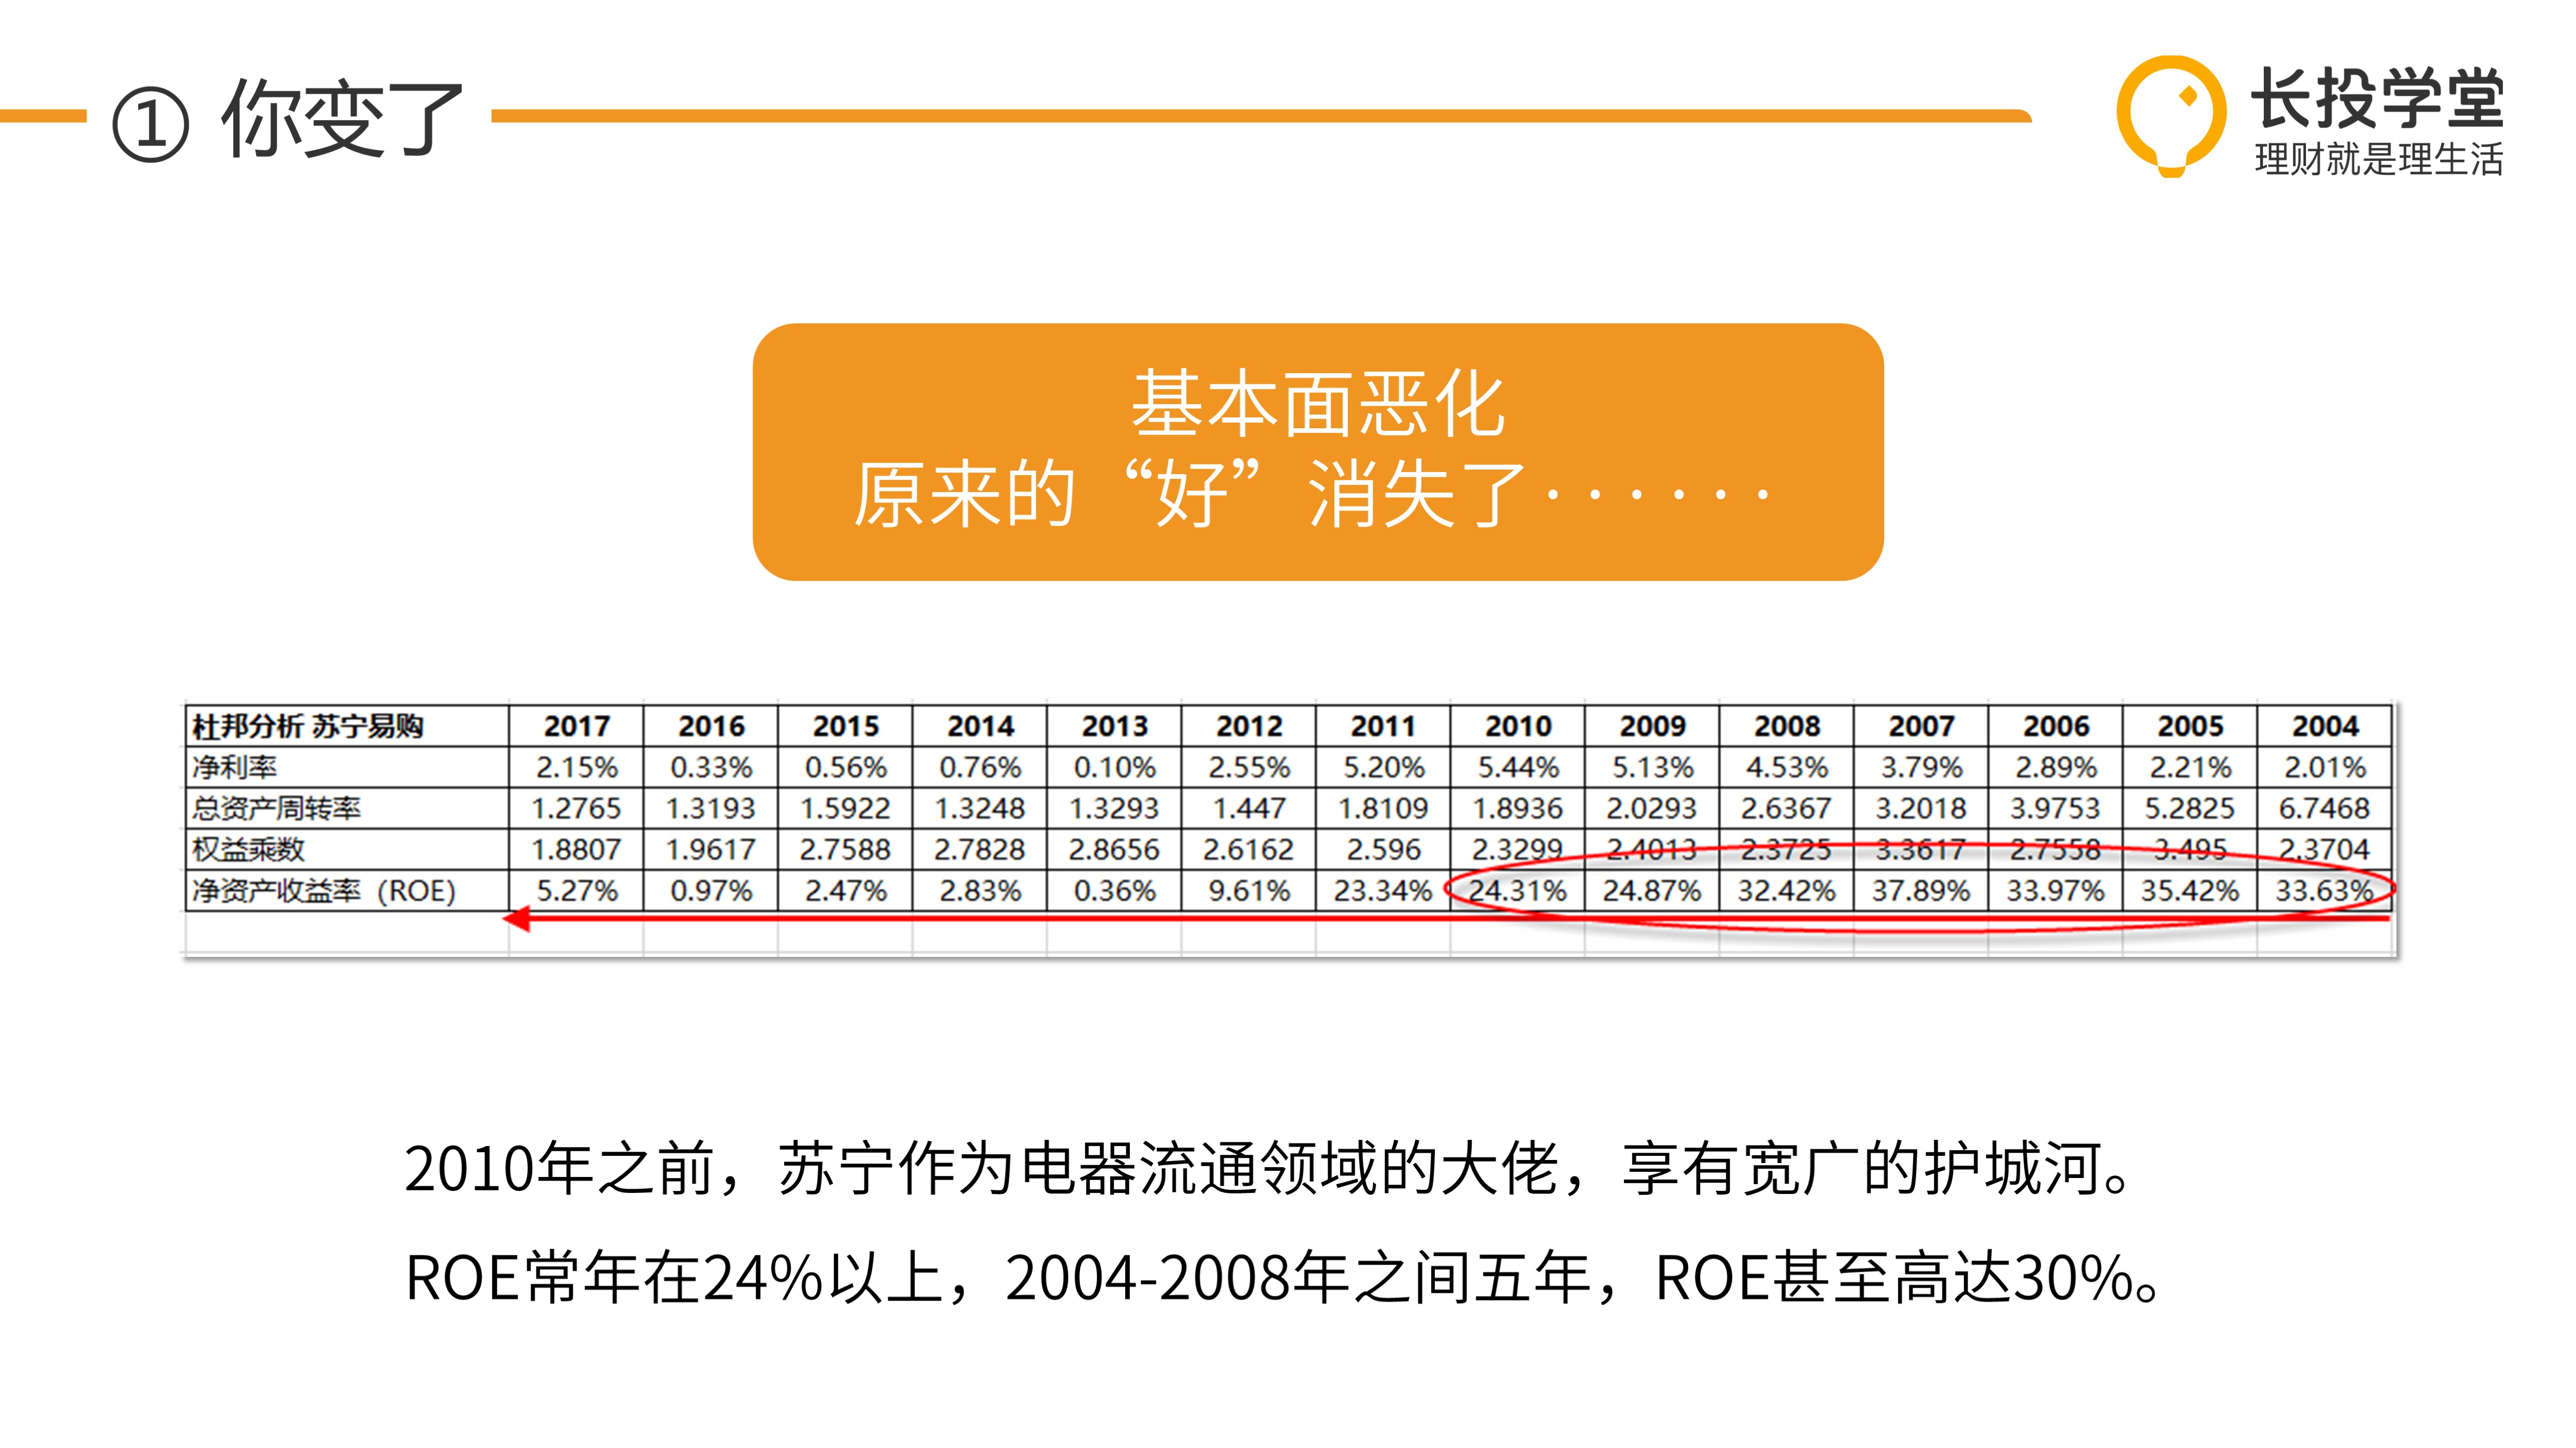 ① 你变了
长投学堂
理财就是理生活
基本面恶化
原来的“好”消失了······
杜邦分析 苏宁易购 2017 2016 2015 2014 2013 2012 2011 2010 2009 2008 2007 2006 2005 2004
净利率 2.15% 0.33% 0.56% 0.76% 0.10% 2.55% 5.20% 5.44% 5.13% 4.53% 3.79% 2.89% 2.21% 2.01%
总资产周转率 1.2765 1.3193 1.5922 1.3248 1.3293 1.447 1.8109 1.8936 2.0293 2.6367 3.2018 3.9753 5.2825 6.7468
权益乘数 1.8807 1.9617 2.7588 2.7828 2.8656 2.6162 2.596 2.3299 2.4013 2.3725 3.3617 2.7558 3.495 2.3704
净资产收益率（ROE） 5.27% 0.97% 2.47% 2.83% 0.36% 9.61% 23.34% 24.31% 24.87% 32.42% 37.89% 33.97% 35.42% 33.63%
2010年之前，苏宁作为电器流通领域的大佬，享有宽广的护城河。
ROE常年在24%以上，2004-2008年之间五年，ROE甚至高达30%。